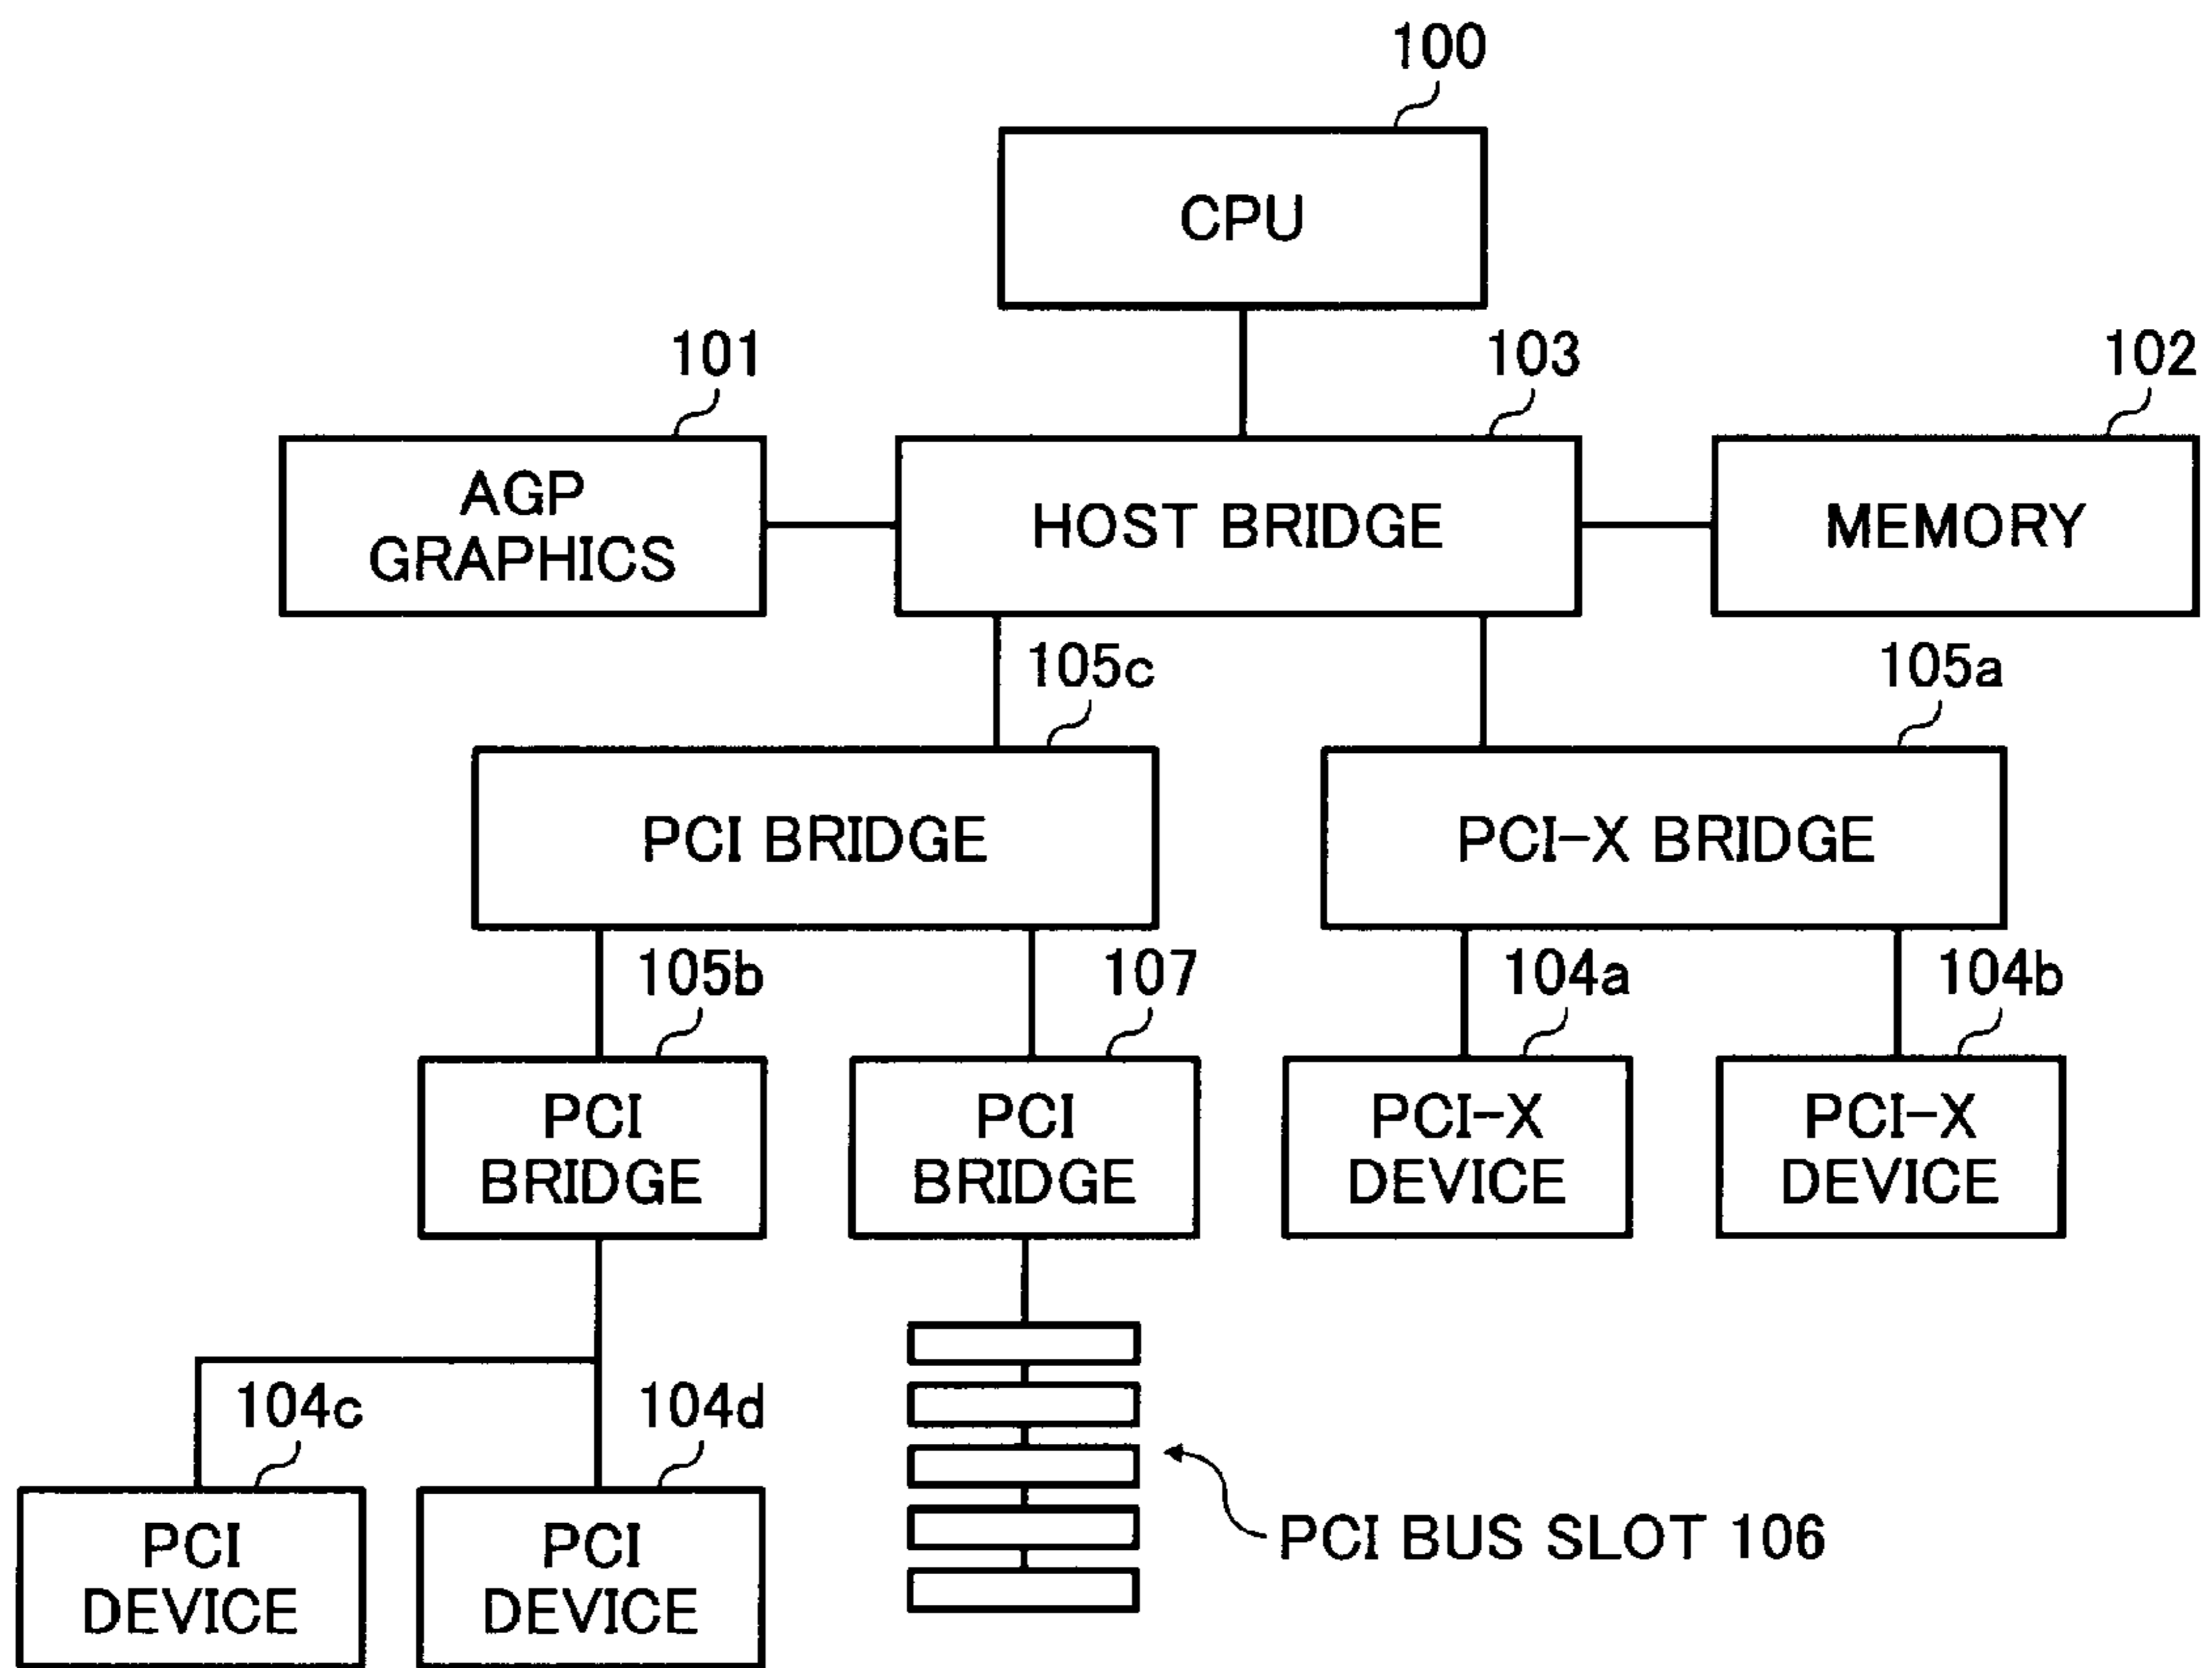 100
CPU
101
103
102
AGP
GRAPHICS
HOST BRIDGE
MEMORY
105c
105a
PCI BRIDGE
PCI-X BRIDGE
105b
107
104a
104b
PCI
BRIDGE
PCI
BRIDGE
PCI-X
DEVICE
PCI-X
DEVICE
104c
104d
PCI BUS SLOT 106
PCI
DEVICE
PCI
DEVICE